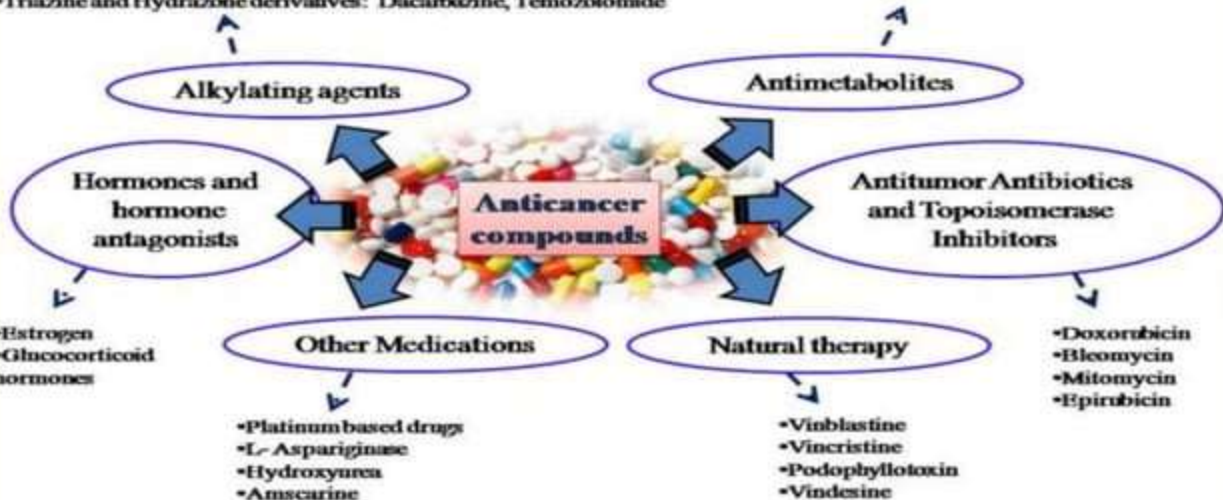 •Triazine and Hydrazone derivatives: Dacarbazine, Temozolomide
Alkylating agents
Antimetabolites
Hormones and
hormone
antagonists
Anticancer
compounds
Antitumor Antibiotics
and Topoisomerase
Inhibitors
•Estrogen
•Glucocorticoid
hormones
Other Medications
Natural therapy
•Doxorubicin
•Bleomycin
•Mitomycin
•Epirubicin
•Platinum based drugs
•L- Aspariginase
•Hydroxyurea
•Amscarine
•Vinblastine
•Vincristine
•Podophyllotoxin
•Vindesine